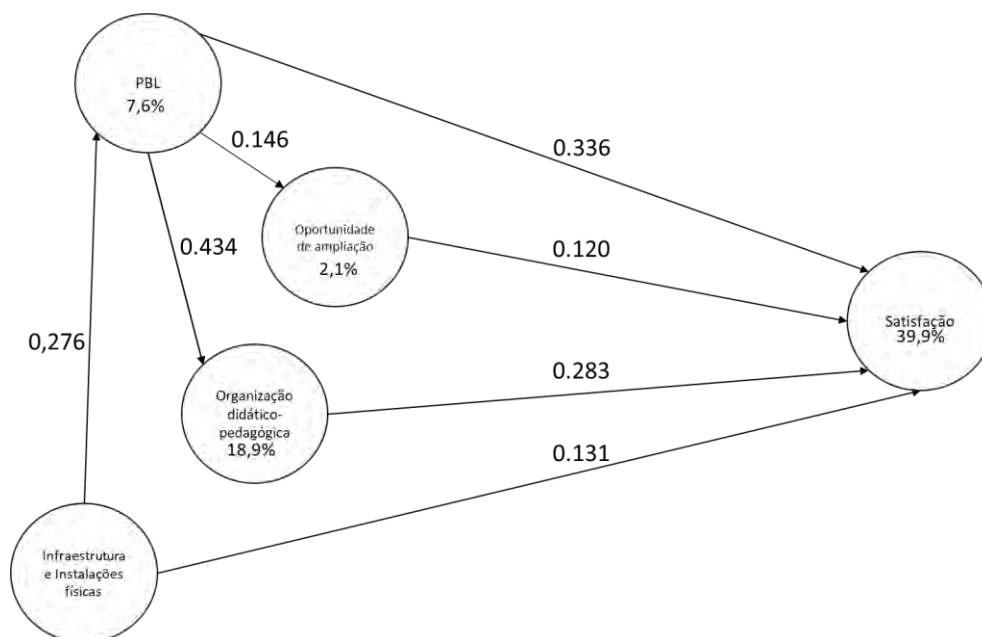 PBL
7,6%
0.146
0.336
Oportunidade
de ampliação
2,1%
0.434
0.120
Satisfação
39,9%
0,276
Organização
didático-
pedagógica
18,9%
0.283
0.131
Infraestrutura
e Instalações
físicas